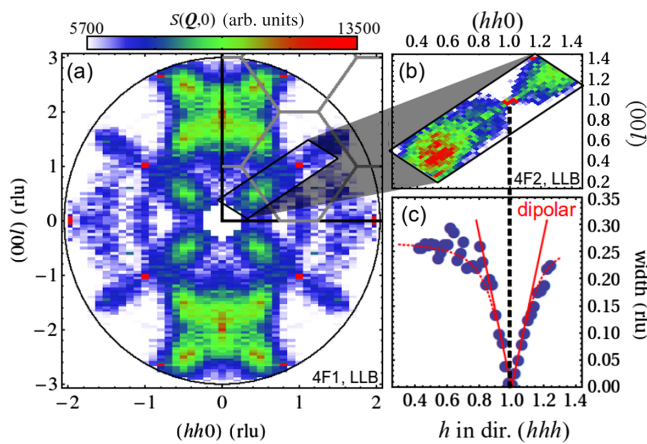 S(Q,0) (arb. units)
5700 13500
(hh0)
0.4 0.6 0.8 1.0 1.2 1.4
(a)
(b)
3
2
1
0
−1
−2
−3
(00l) (rlu)
4F1, LLB
−2 −1 0 1 2
(hh0) (rlu)
1.4
1.2
1.0
0.8
0.6
0.4
0.2
(00l)
4F2, LLB
(c)
dipolar
0.35
0.30
0.25
0.20
0.15
0.10
0.05
0.00
width (rlu)
0.4 0.6 0.8 1.0 1.2 1.4
h in dir. (hhh)